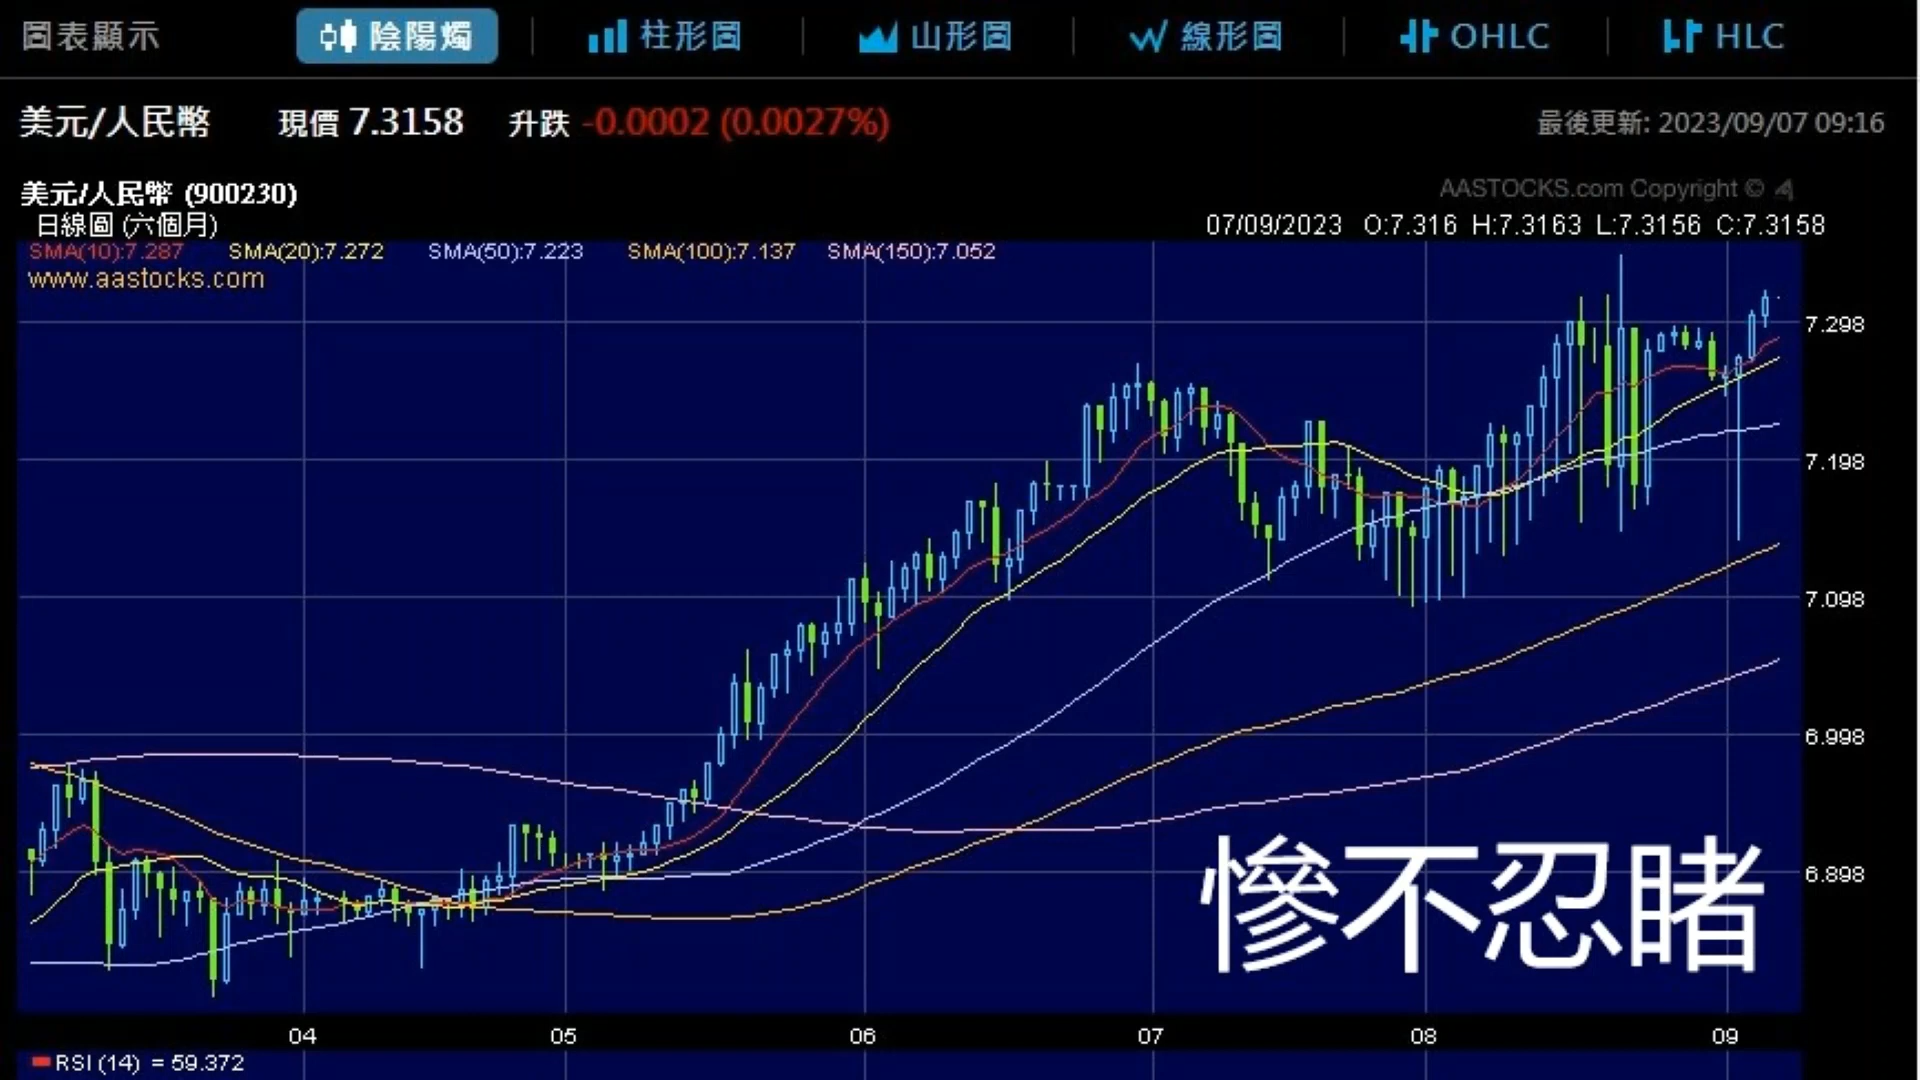 圖表顯示 陰陽燭 柱形圖 山形圖 線形圖 OHLC HLC
美元/人民幣 現價 7.3158 升跌 -0.0002 (0.0027%) 最後更新: 2023/09/07 09:16
美元/人民幣 (900230) AASTOCKS.com Copyright ©
日線圖 (六個月) 07/09/2023 O:7.316 H:7.3163 L:7.3156 C:7.3158
SMA(10):7.287 SMA(20):7.272 SMA(50):7.223 SMA(100):7.137 SMA(150):7.052
www.aastocks.com
7.298
7.198
7.098
6.998
6.898
慘不忍睹
04 05 06 07 08 09
RSI (14) = 59.372